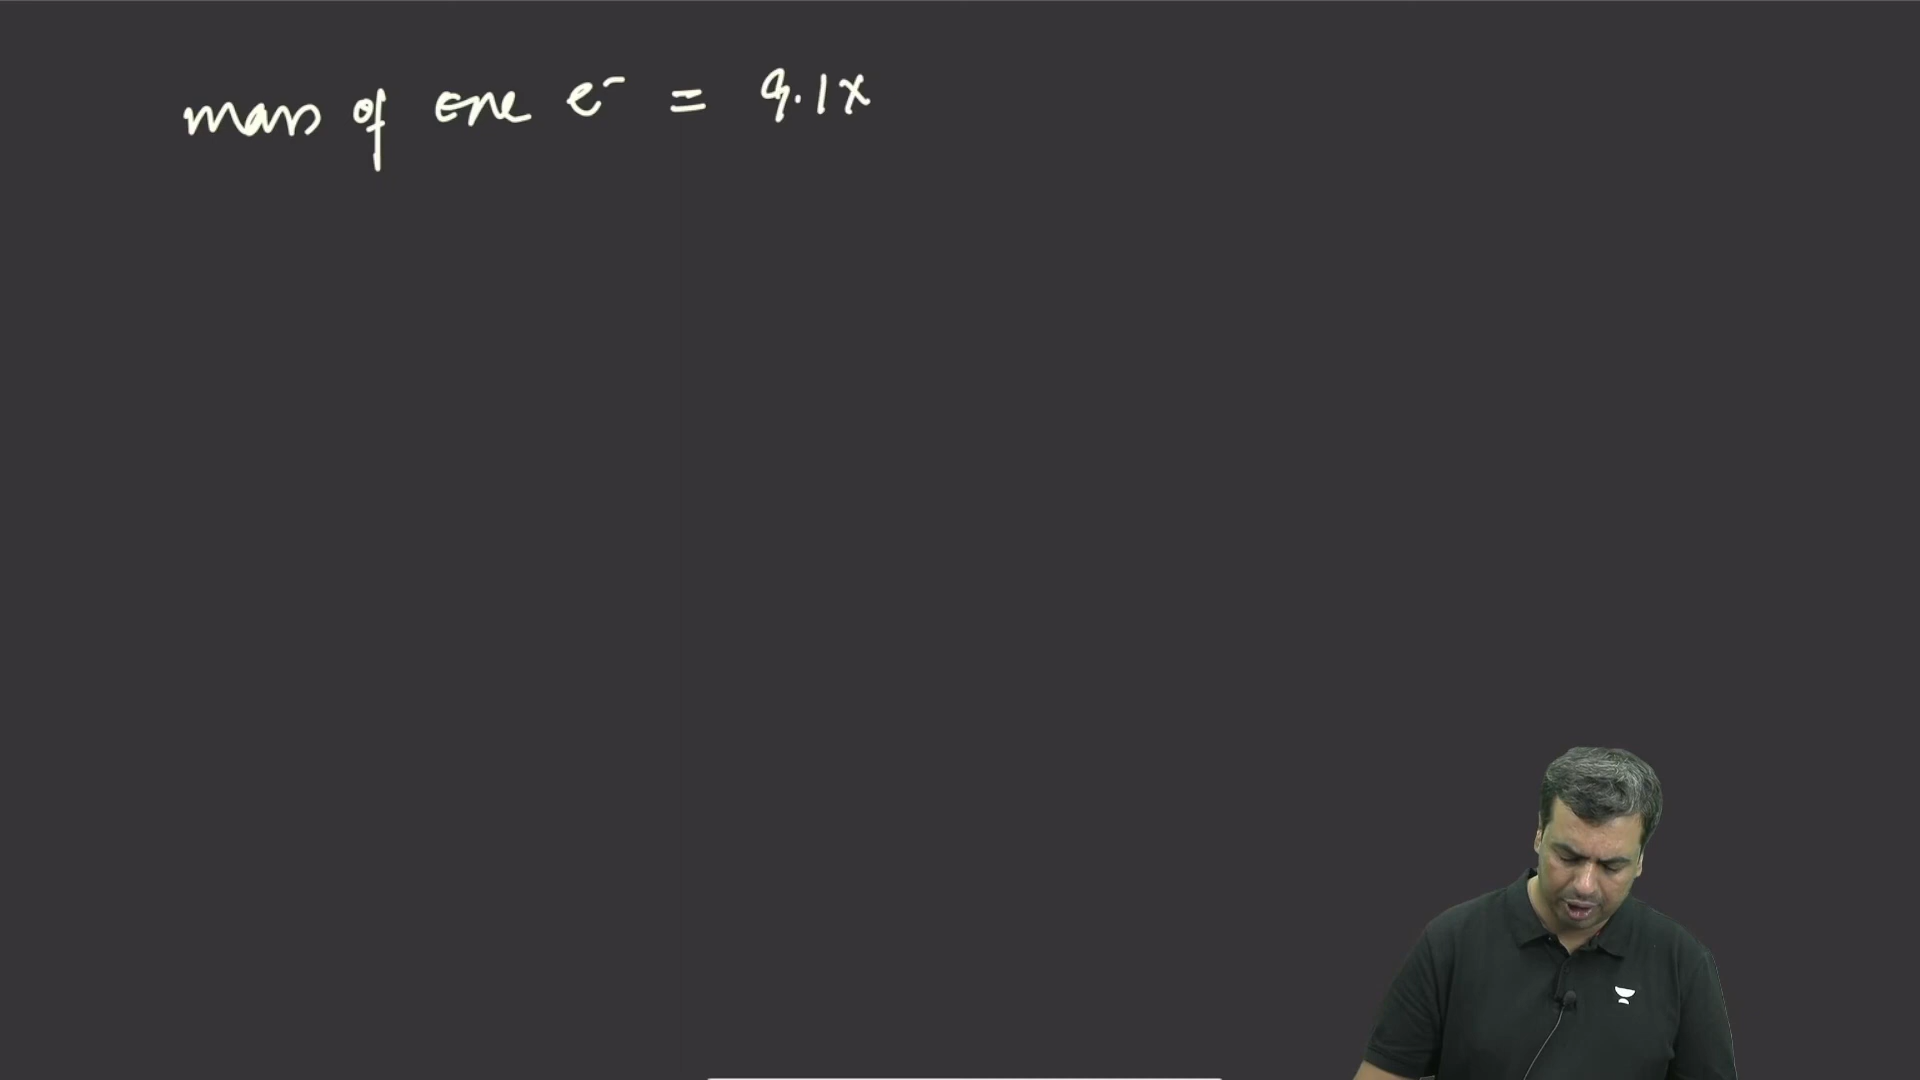 mass of one e⁻ = 9.1x